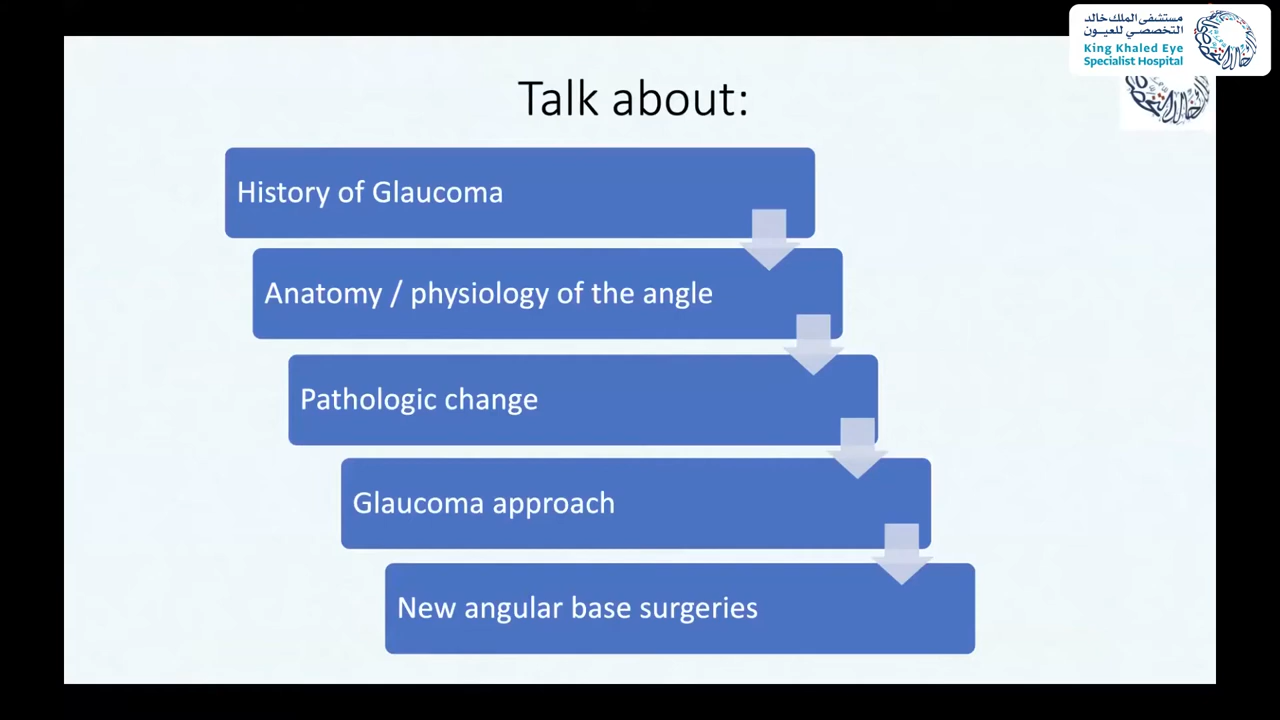 مستشفى الملك خالد
التخصصي للعيون
King Khaled Eye
Specialist Hospital
Talk about:
History of Glaucoma
Anatomy / physiology of the angle
Pathologic change
Glaucoma approach
New angular base surgeries